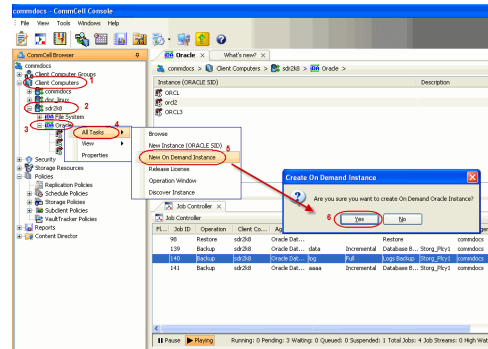 commdocs - CommCell Console
File View Tools Windows Help
CommCell Browser
Oracle
What's new?
commdocs
commdocs > Client Computers > sdr2k8 > Oracle >
Client Computer Groups
Instance (ORACLE SID) Description
Client Computers 1
ORCL
commdocs
orcl2
doc_linux
ORCL3
sdr2k8 2
File System
3 Oracle
4
All Tasks
View
Properties
Browse
New Instance (ORACLE SID) 5
New On Demand Instance
Release License
Operation Window
Discover Instance
Security
Storage Resources
Policies
Replication Policies
Schedule Policies
Storage Policies
Subclient Policies
VaultTracker Policies
Reports
Content Director
Create On Demand Instance
Are you sure you want to create On Demand Oracle Instance?
6 Yes No
Job Controller
Job Controller
Job ID Operation Client Co...
98 Restore sdr2k8 Oracle Dat... Restore commdocs
139 Backup sdr2k8 Oracle Dat... data Incremental Database B... Storg_Plcy1 commdocs
140 Backup sdr2k8 Oracle Dat... log Full Logs Backup Storg_Plcy1 commdocs
141 Backup sdr2k8 Oracle Dat... aaaa Incremental Database B... Storg_Plcy1 commdocs
Pause Playing Running: 0 Pending: 3 Waiting: 0 Queued: 0 Suspended: 1 Total Jobs: 4 Job Streams: 0 High Wat